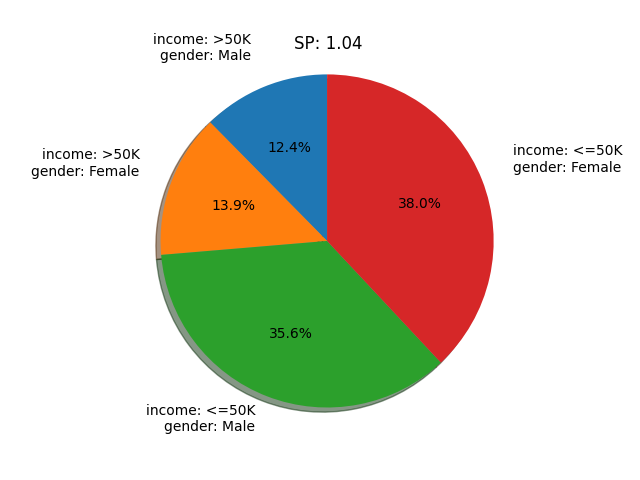 SP: 1.04
income: >50K
gender: Male
12.4%
income: >50K
gender: Female
13.9%
income: <=50K
gender: Male
35.6%
income: <=50K
gender: Female
38.0%